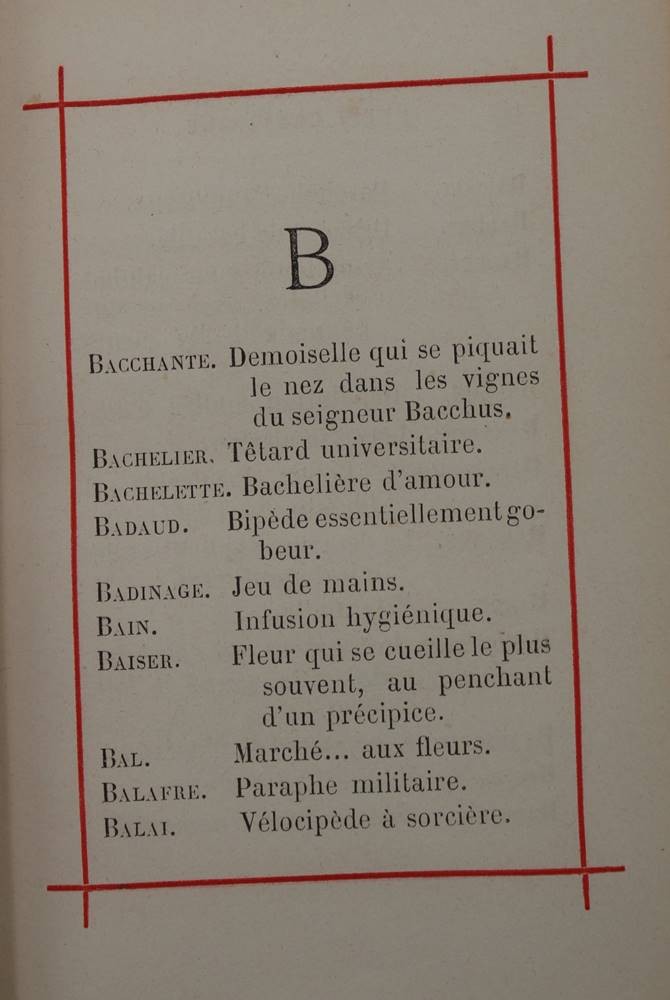 B
BACCHANTE. Demoiselle qui se piquait
le nez dans les vignes
du seigneur Bacchus.
BACHELIER. Têtard universitaire.
BACHELETTE. Bachelière d'amour.
BADAUD. Bipède essentiellement go-
beur.
BADINAGE. Jeu de mains.
BAIN. Infusion hygiénique.
BAISER. Fleur qui se cueille le plus
souvent, au penchant
d'un précipice.
BAL. Marché... aux fleurs.
BALAFRE. Paraphe militaire.
BALAI. Vélocipède à sorcière.